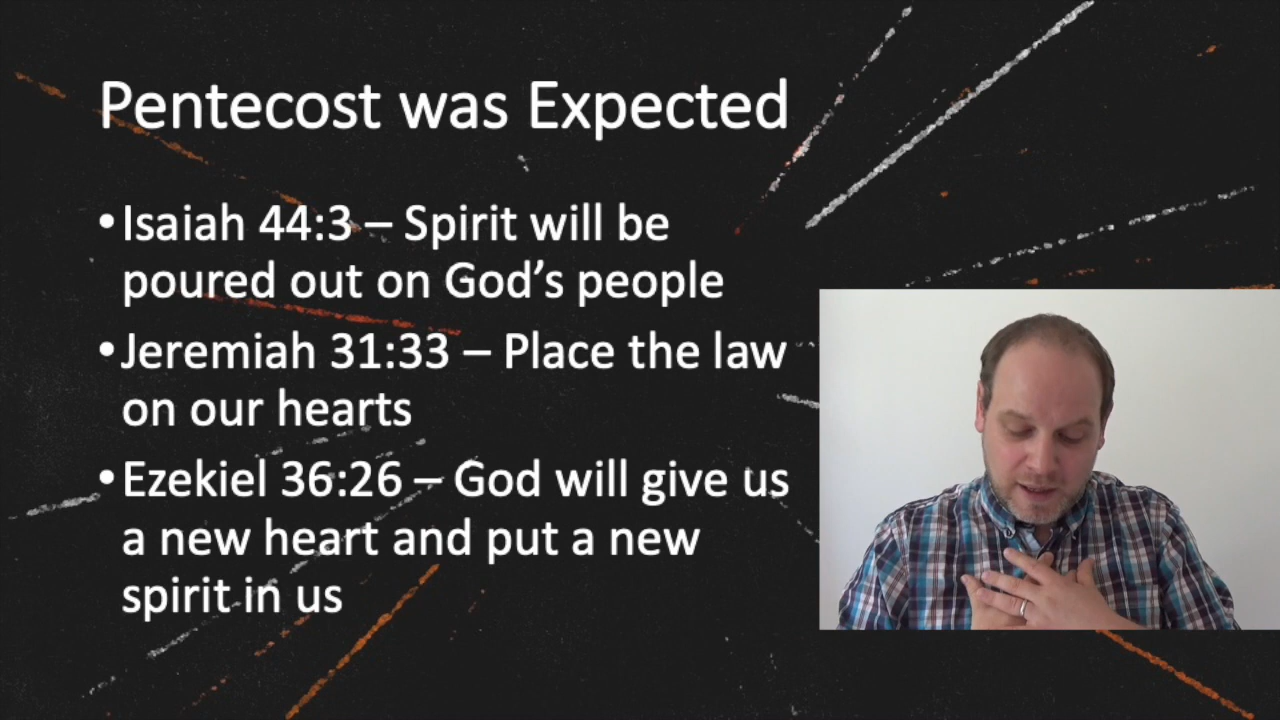 Pentecost was Expected
•Isaiah 44:3 – Spirit will be
poured out on God’s people
•Jeremiah 31:33 – Place the law
on our hearts
•Ezekiel 36:26 – God will give us
a new heart and put a new
spirit in us